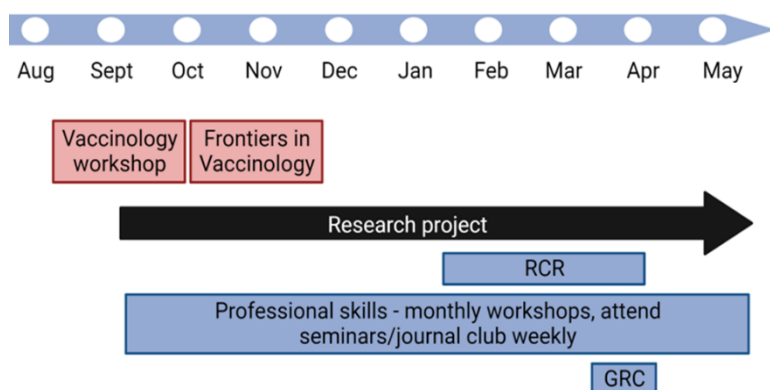 Aug Sept Oct Nov Dec Jan Feb Mar Apr May
Vaccinology
workshop
Frontiers in
Vaccinology
Research project
RCR
Professional skills - monthly workshops, attend
seminars/journal club weekly
GRC